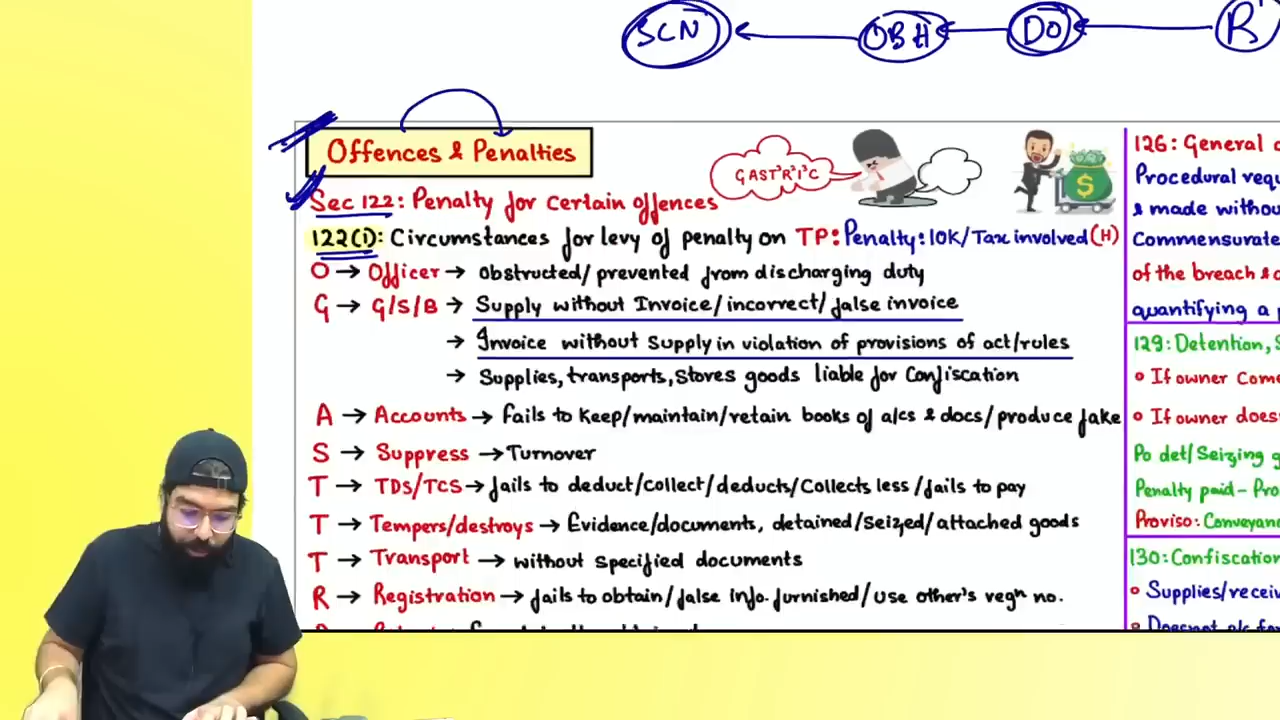 SCN OBH DO R
Offences & Penalties
GAST³R²I²C
Sec 122: Penalty for certain offences
122(1): Circumstances for levy of penalty on TP: Penalty: 10K/Tax involved (H)
O → Officer → obstructed/prevented from discharging duty
G → G/S/B → Supply without Invoice/incorrect/false invoice
→ Invoice without Supply in violation of provisions of act/rules
→ Supplies, transports, Stores goods liable for Confiscation
A → Accounts → fails to keep/maintain/retain books of a/cs & docs/produce fake
S → Suppress → Turnover
T → TDS/TCS → fails to deduct/collect/deducts/Collects less/fails to pay
T → Tempers/destroys → Evidence/documents, detained/Seized/attached goods
T → Transport → without specified documents
R → Registration → fails to obtain/false info. furnished/use other's regn no.
126: General
Procedural requ
& made withou
Commensurate
of the breach &
quantifying a
129: Detention, S
If owner Come
If owner does
Po det/Seizing g
Penalty paid - Pro
Proviso: Conveyan
130: Confiscation
Supplies/receiv
Doesnot a/c fo